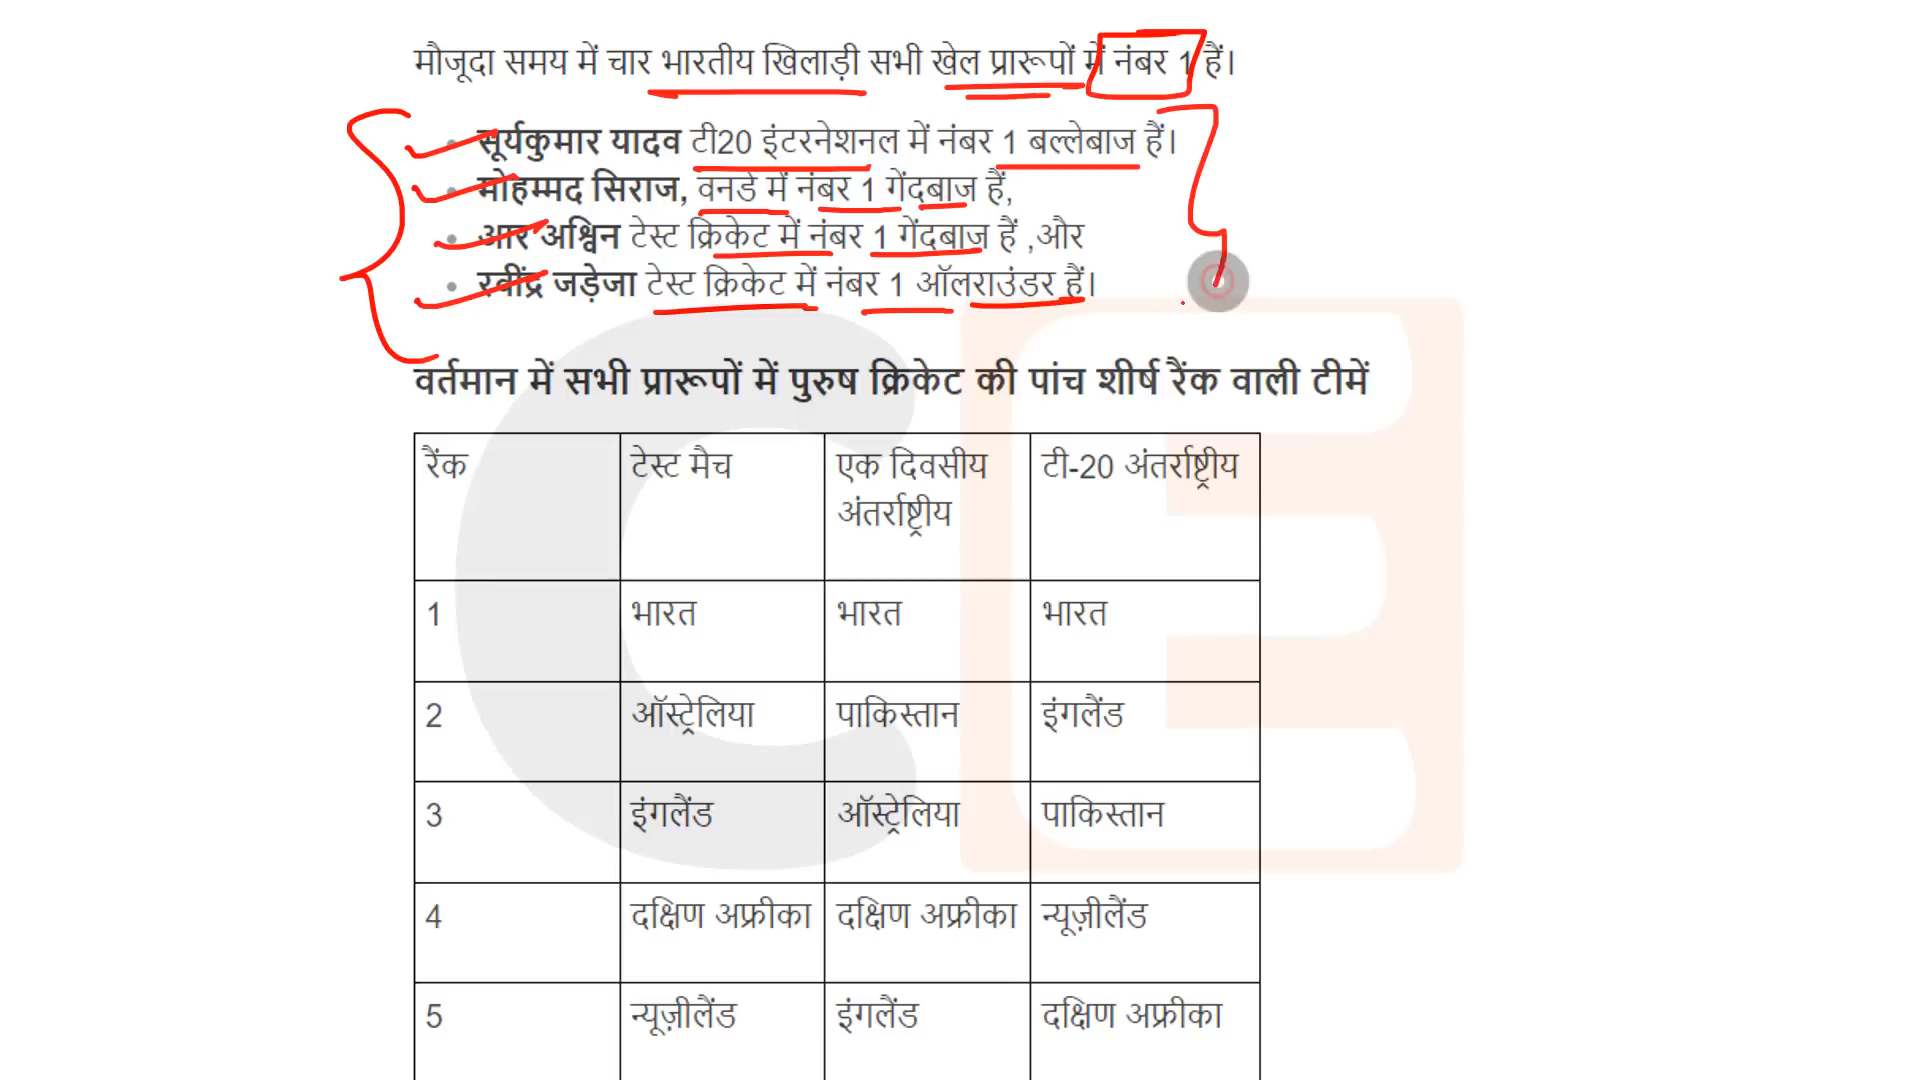 मौजूदा समय में चार भारतीय खिलाड़ी सभी खेल प्रारूपों में नंबर 1 हैं।
सूर्यकुमार यादव टी20 इंटरनेशनल में नंबर 1 बल्लेबाज हैं।
मोहम्मद सिराज, वनडे में नंबर 1 गेंदबाज हैं,
आर अश्विन टेस्ट क्रिकेट में नंबर 1 गेंदबाज हैं ,और
रवींद्र जड़ेजा टेस्ट क्रिकेट में नंबर 1 ऑलराउंडर हैं।
वर्तमान में सभी प्रारूपों में पुरुष क्रिकेट की पांच शीर्ष रैंक वाली टीमें
रैंक टेस्ट मैच एक दिवसीय टी-20 अंतर्राष्ट्रीय
अंतर्राष्ट्रीय
1 भारत भारत भारत
2 ऑस्ट्रेलिया पाकिस्तान इंगलैंड
3 इंगलैंड ऑस्ट्रेलिया पाकिस्तान
4 दक्षिण अफ्रीका दक्षिण अफ्रीका न्यूज़ीलैंड
5 न्यूज़ीलैंड इंगलैंड दक्षिण अफ्रीका